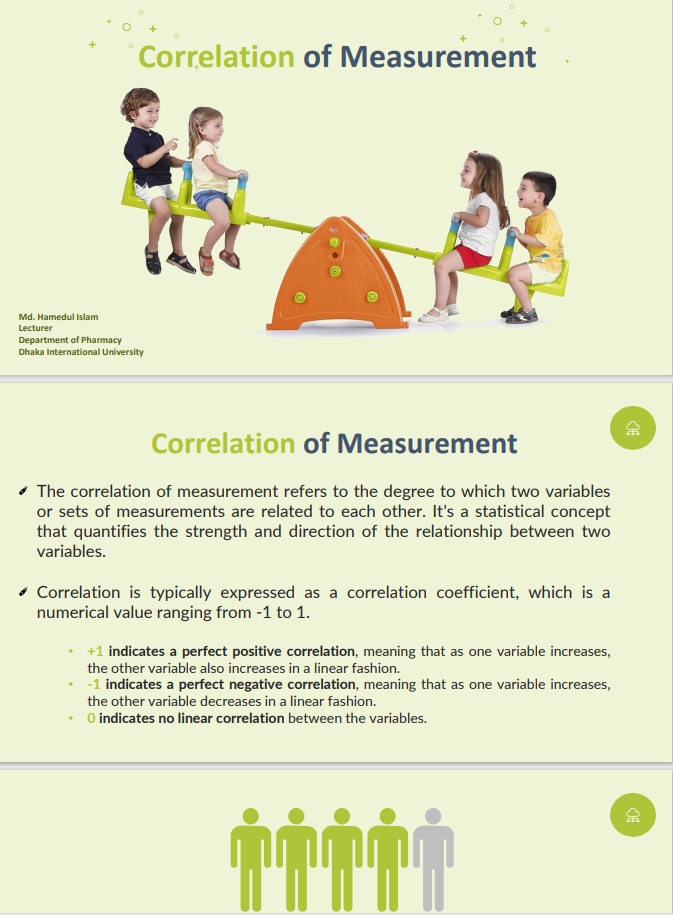 Correlation of Measurement
Md. Hamedul Islam
Lecturer
Department of Pharmacy
Dhaka International University
Correlation of Measurement
The correlation of measurement refers to the degree to which two variables
or sets of measurements are related to each other. It's a statistical concept
that quantifies the strength and direction of the relationship between two
variables.
Correlation is typically expressed as a correlation coefficient, which is a
numerical value ranging from -1 to 1.
• +1 indicates a perfect positive correlation, meaning that as one variable increases,
the other variable also increases in a linear fashion.
• -1 indicates a perfect negative correlation, meaning that as one variable increases,
the other variable decreases in a linear fashion.
• 0 indicates no linear correlation between the variables.